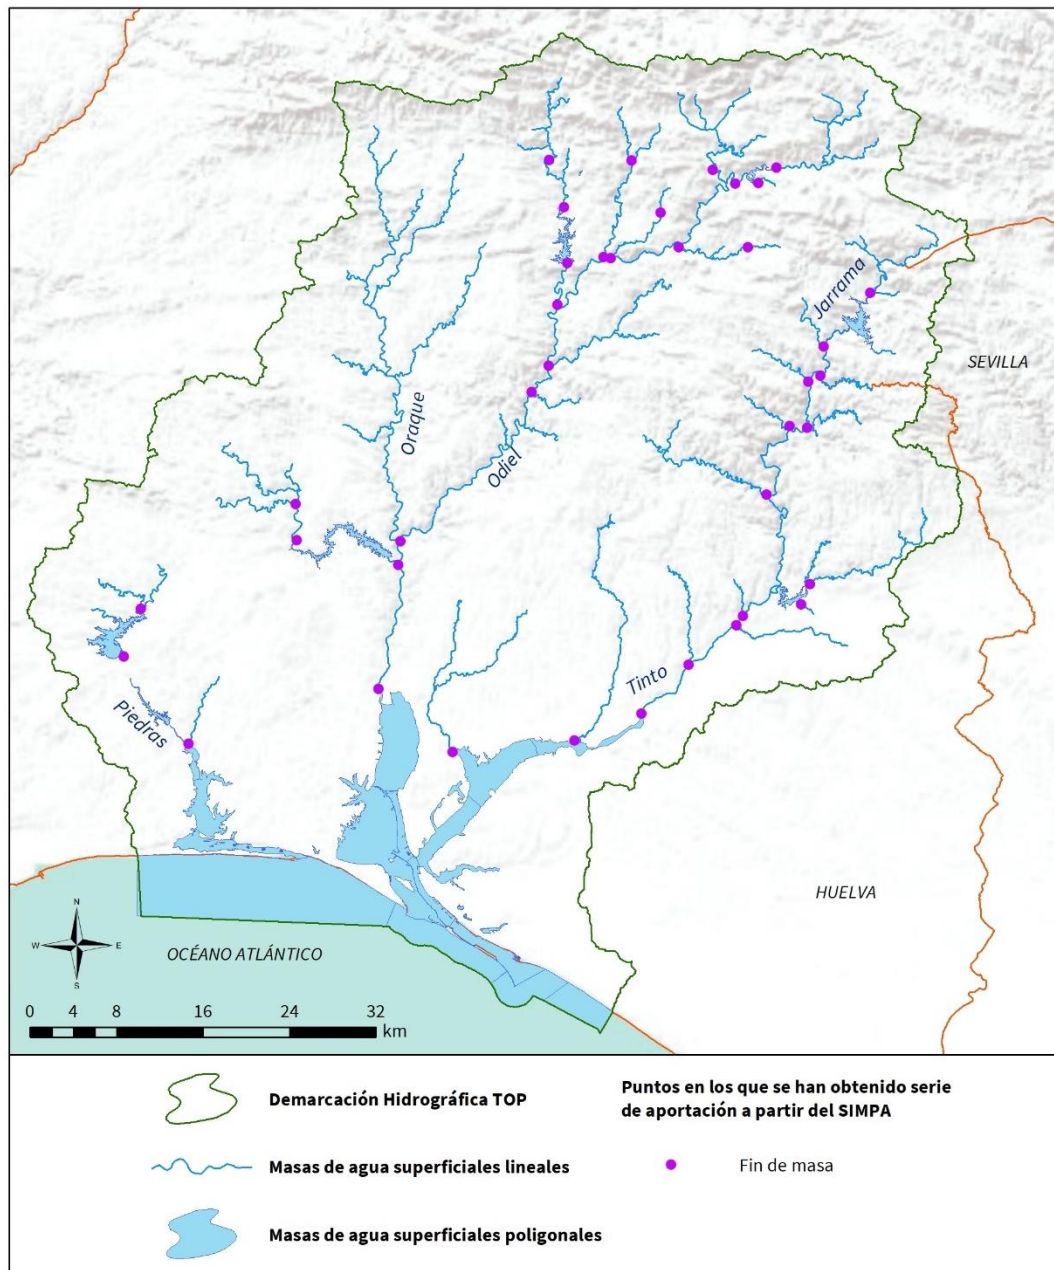 Jarrama
SEVILLA
Oraque
Odiel
Tinto
Piedras
HUELVA
N
W E
S
OCÉANO ATLÁNTICO
0 4 8 16 24 32
km
Demarcación Hidrográfica TOP
Masas de agua superficiales lineales
Masas de agua superficiales poligonales
Puntos en los que se han obtenido serie
de aportación a partir del SIMPA
Fin de masa